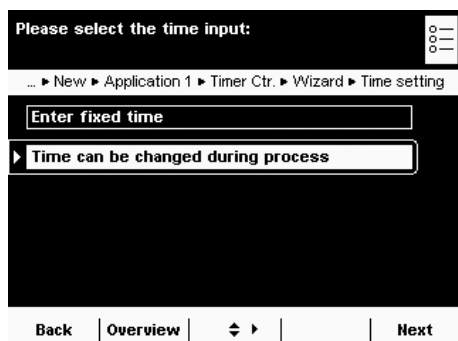 Please select the time input:
... ▸ New ▸ Application 1 ▸ Timer Ctr. ▸ Wizard ▸ Time setting
Enter fixed time
Time can be changed during process
Back Overview Next